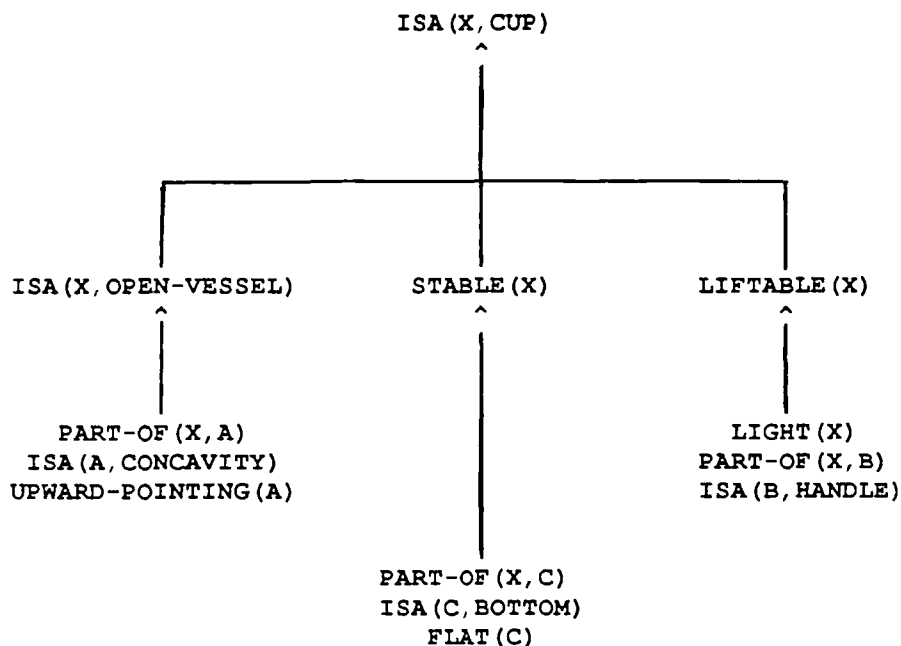 ISA(X,CUP)
ISA(X,OPEN-VESSEL)
STABLE(X)
LIFTABLE(X)
PART-OF(X,A)
ISA(A,CONCAVITY)
UPWARD-POINTING(A)
LIGHT(X)
PART-OF(X,B)
ISA(B,HANDLE)
PART-OF(X,C)
ISA(C,BOTTOM)
FLAT(C)